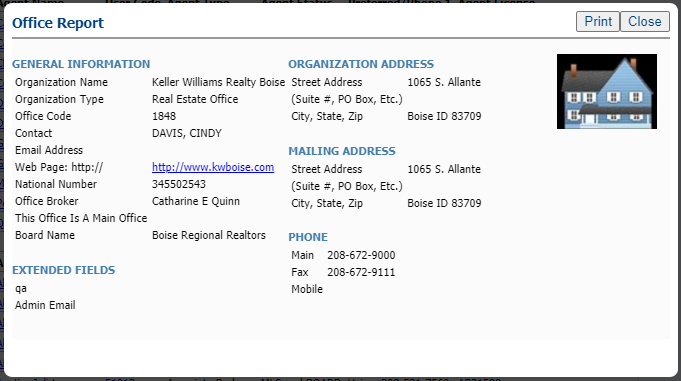 Office Report
Print Close
GENERAL INFORMATION
Organization Name Keller Williams Realty Boise
Organization Type Real Estate Office
Office Code 1848
Contact DAVIS, CINDY
Email Address
Web Page: http:// http://www.kwboise.com
National Number 345502543
Office Broker Catharine E Quinn
This Office Is A Main Office
Board Name Boise Regional Realtors
EXTENDED FIELDS
qa
Admin Email
ORGANIZATION ADDRESS
Street Address 1065 S. Allante
(Suite #, PO Box, Etc.)
City, State, Zip Boise ID 83709
MAILING ADDRESS
Street Address 1065 S. Allante
(Suite #, PO Box, Etc.)
City, State, Zip Boise ID 83709
PHONE
Main 208-672-9000
Fax 208-672-9111
Mobile